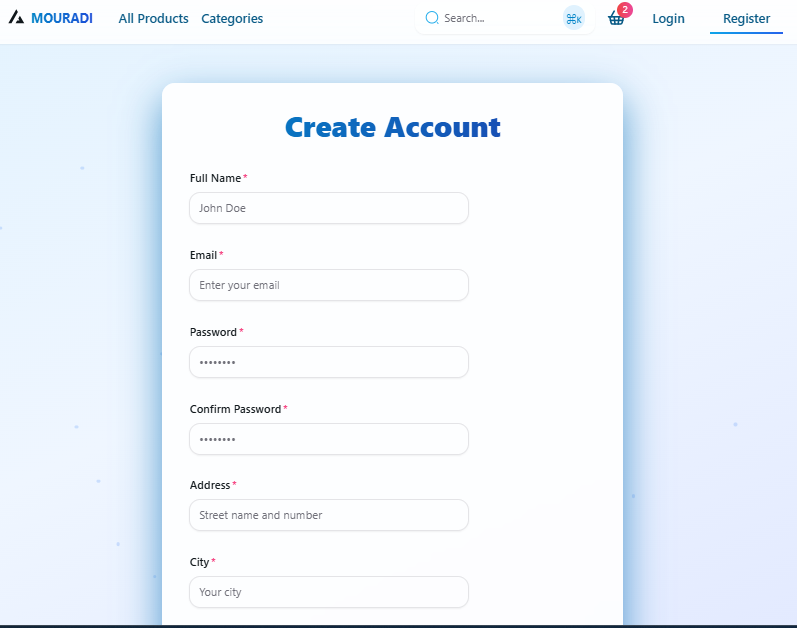 MOURADI All Products Categories Search... ⌘K 2 Login Register
Create Account
Full Name *
John Doe
Email *
Enter your email
Password *
••••••••
Confirm Password *
••••••••
Address *
Street name and number
City *
Your city